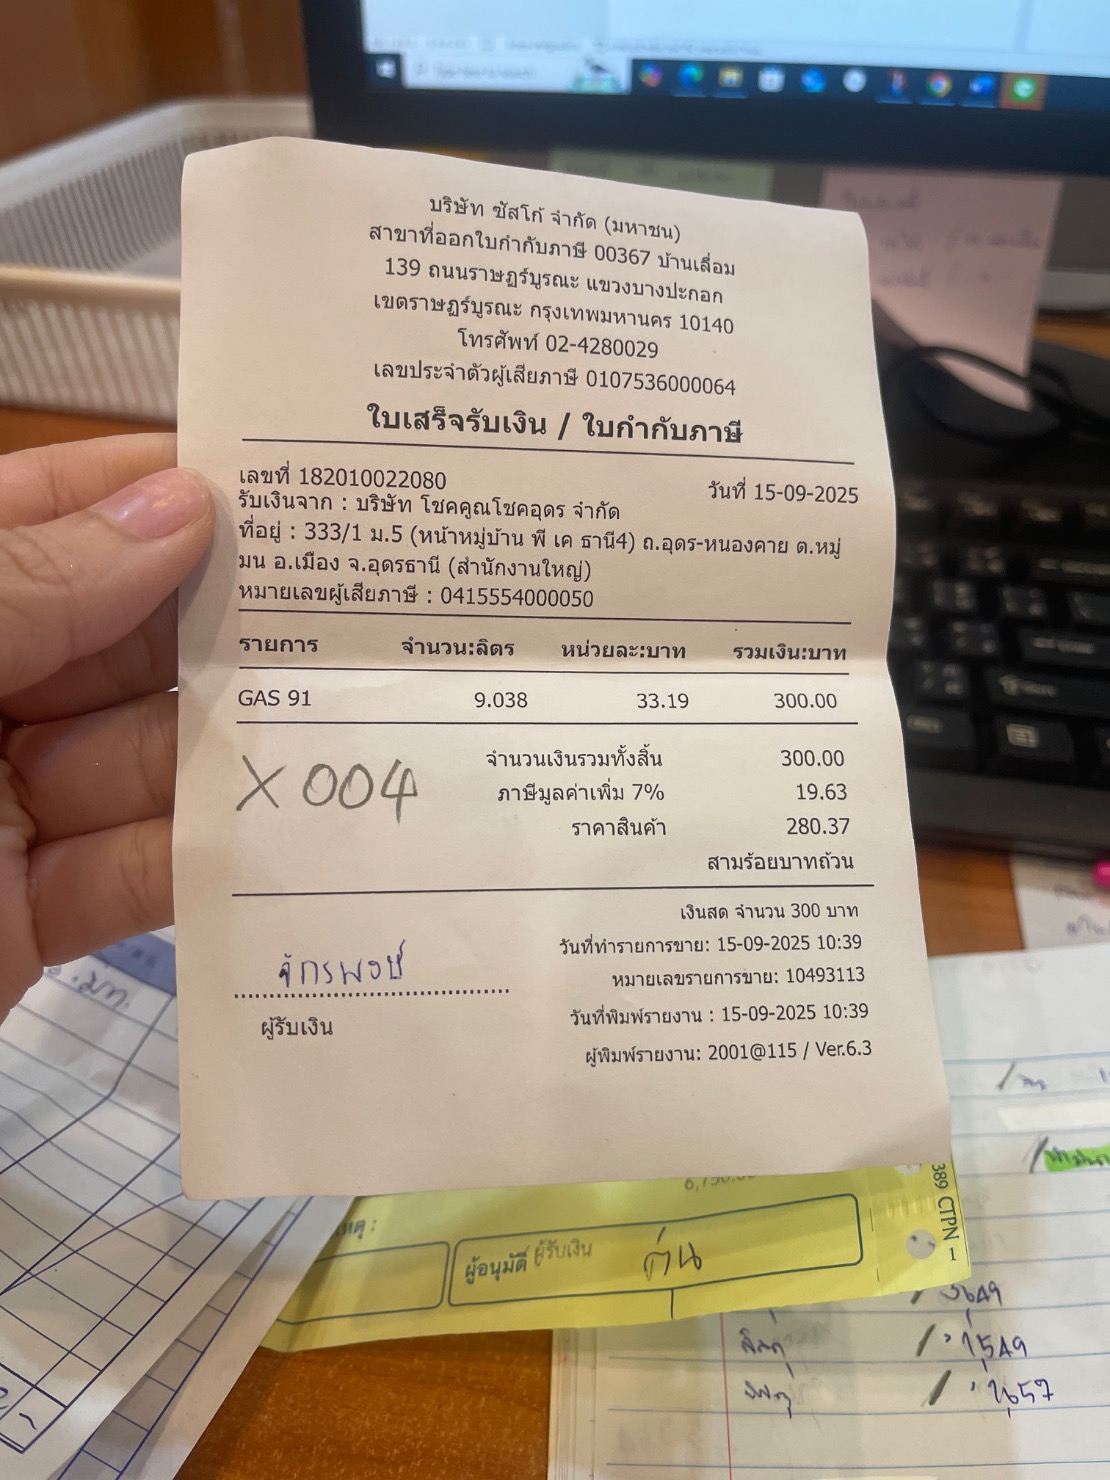 บริษัท ซัสโก้ จำกัด (มหาชน)
สาขาที่ออกใบกำกับภาษี 00367 บ้านเลื่อม
139 ถนนราษฎร์บูรณะ แขวงบางปะกอก
เขตราษฎร์บูรณะ กรุงเทพมหานคร 10140
โทรศัพท์ 02-4280029
เลขประจำตัวผู้เสียภาษี 0107536000064
ใบเสร็จรับเงิน / ใบกำกับภาษี
เลขที่ 182010022080 วันที่ 15-09-2025
รับเงินจาก : บริษัท โชคคูณโชคอุดร จำกัด
ที่อยู่ : 333/1 ม.5 (หน้าหมู่บ้าน พี เค ธานี4) ถ.อุดร-หนองคาย ต.หมู่
มน อ.เมือง จ.อุดรธานี (สำนักงานใหญ่)
หมายเลขผู้เสียภาษี : 0415554000050
รายการ จำนวน:ลิตร หน่วยละ:บาท รวมเงิน:บาท
GAS 91 9.038 33.19 300.00
จำนวนเงินรวมทั้งสิ้น 300.00
X 004 ภาษีมูลค่าเพิ่ม 7% 19.63
ราคาสินค้า 280.37
สามร้อยบาทถ้วน
เงินสด จำนวน 300 บาท
วันที่ทำรายการขาย: 15-09-2025 10:39
จักรพงษ์ หมายเลขรายการขาย: 10493113
ผู้รับเงิน วันที่พิมพ์รายงาน : 15-09-2025 10:39
ผู้พิมพ์รายงาน: 2001@115 / Ver.6.3
389 CTPN - 1
ผู้อนุมัติ ผู้รับเงิน